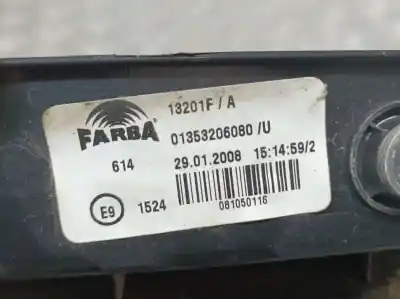 13201F / A
FARBA
01353206080 /U
614
29.01.2008 15:14:59/2
E9
1524
081050116